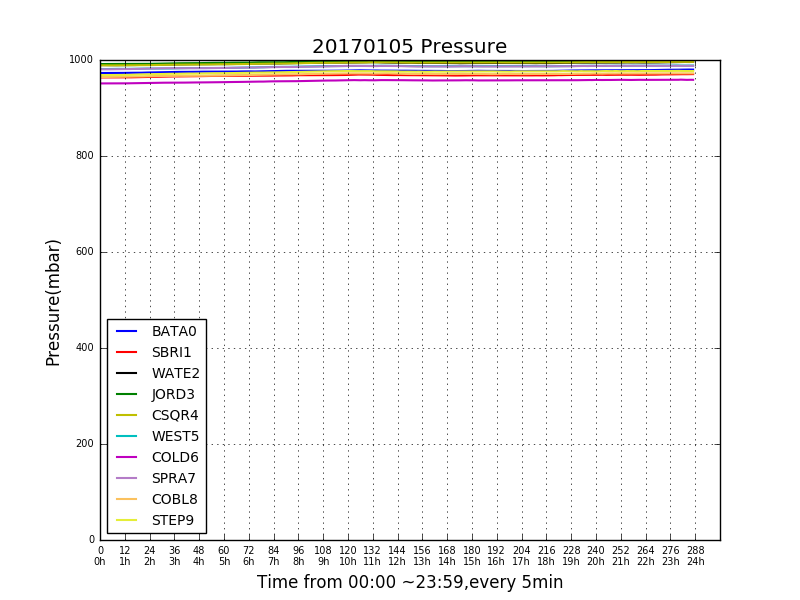 20170105 Pressure
1000
800
600
400
200
0
Pressure(mbar)
BATA0
SBRI1
WATE2
JORD3
CSQR4
WEST5
COLD6
SPRA7
COBL8
STEP9
0 12 24 36 48 60 72 84 96 108 120 132 144 156 168 180 192 204 216 228 240 252 264 276 288
0h 1h 2h 3h 4h 5h 6h 7h 8h 9h 10h 11h 12h 13h 14h 15h 16h 17h 18h 19h 20h 21h 22h 23h 24h
Time from 00:00 ~23:59,every 5min